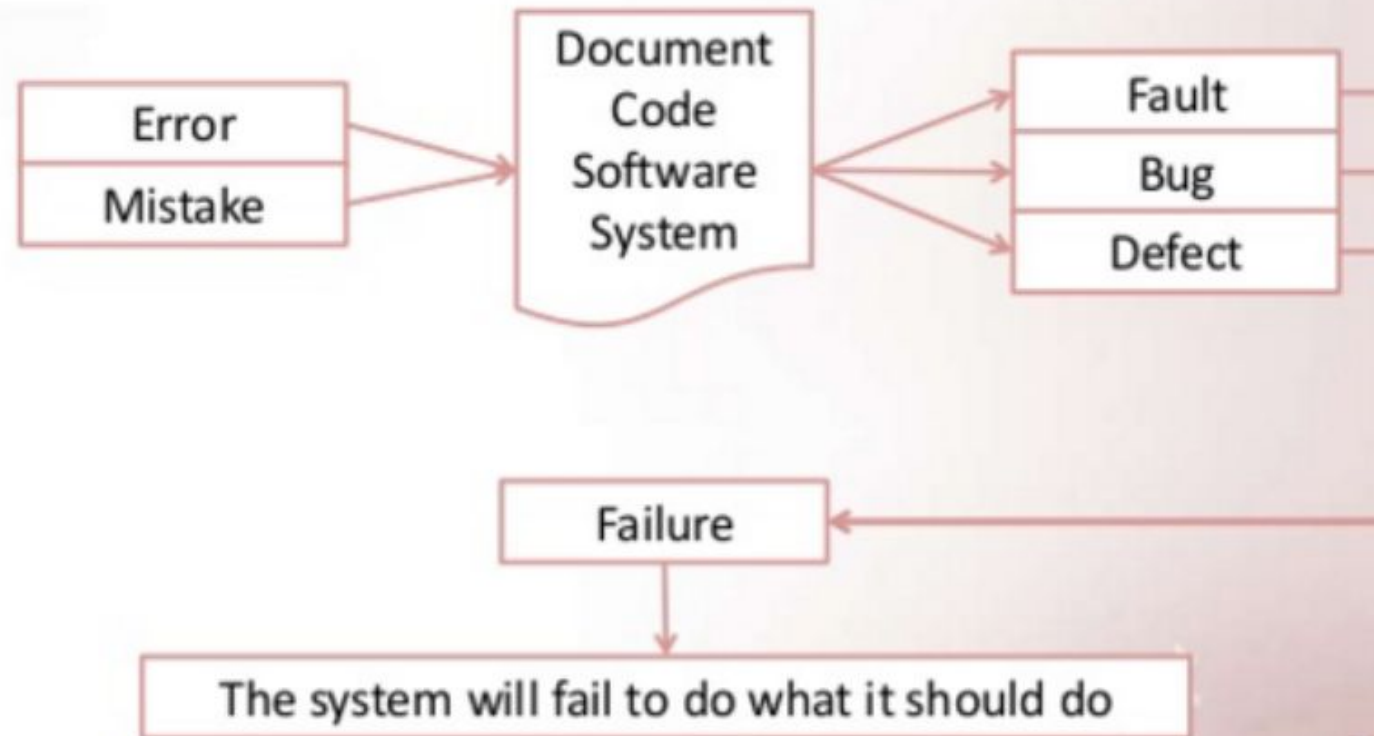 Error
Mistake
Document
Code
Software
System
Fault
Bug
Defect
Failure
The system will fail to do what it should do